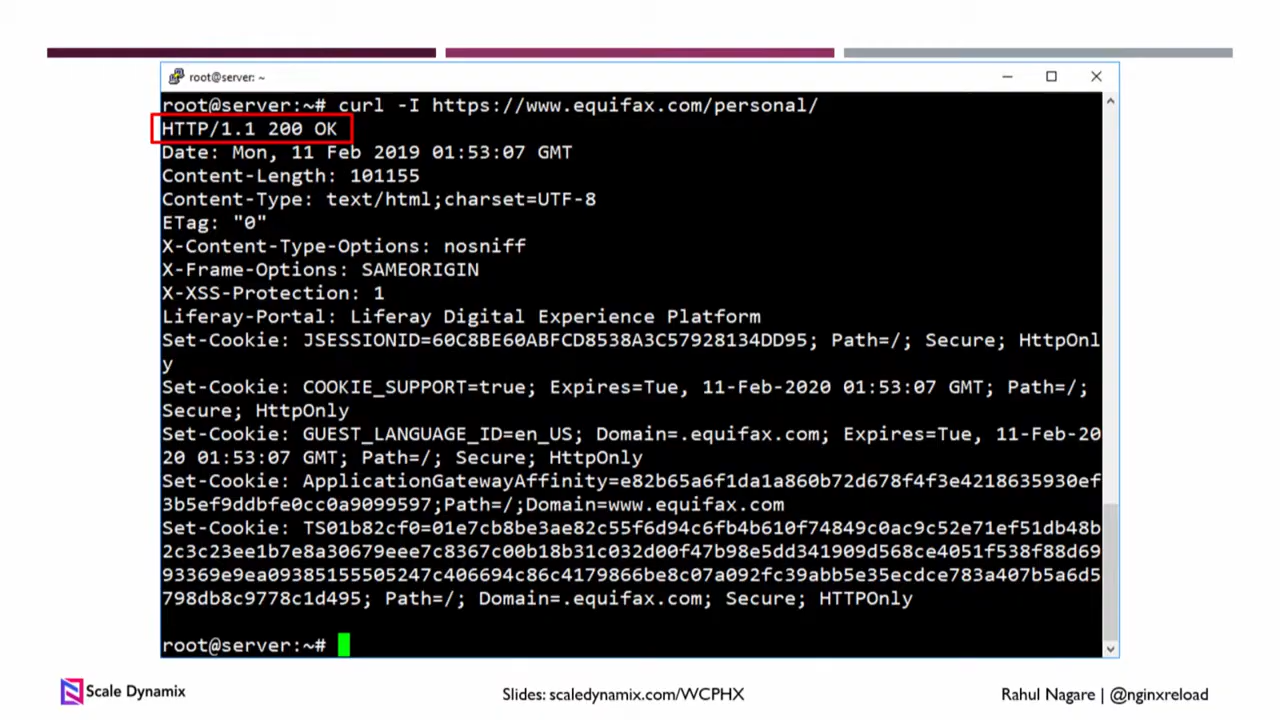 root@server: ~
root@server:~# curl -I https://www.equifax.com/personal/
HTTP/1.1 200 OK
Date: Mon, 11 Feb 2019 01:53:07 GMT
Content-Length: 101155
Content-Type: text/html;charset=UTF-8
ETag: "0"
X-Content-Type-Options: nosniff
X-Frame-Options: SAMEORIGIN
X-XSS-Protection: 1
Liferay-Portal: Liferay Digital Experience Platform
Set-Cookie: JSESSIONID=60C8BE60ABFCD8538A3C57928134DD95; Path=/; Secure; HttpOnl
y
Set-Cookie: COOKIE_SUPPORT=true; Expires=Tue, 11-Feb-2020 01:53:07 GMT; Path=/;
Secure; HttpOnly
Set-Cookie: GUEST_LANGUAGE_ID=en_US; Domain=.equifax.com; Expires=Tue, 11-Feb-20
20 01:53:07 GMT; Path=/; Secure; HttpOnly
Set-Cookie: ApplicationGatewayAffinity=e82b65a6f1da1a860b72d678f4f3e4218635930ef
3b5ef9ddbfe0cc0a9099597;Path=/;Domain=www.equifax.com
Set-Cookie: TS01b82cf0=01e7cb8be3ae82c55f6d94c6fb4b610f74849c0ac9c52e71ef51db48b
2c3c23ee1b7e8a30679eee7c8367c00b18b31c032d00f47b98e5dd341909d568ce4051f538f88d69
93369e9ea09385155505247c406694c86c4179866be8c07a092fc39abb5e35ecdce783a407b5a6d5
798db8c9778c1d495; Path=/; Domain=.equifax.com; Secure; HTTPOnly
root@server:~#
Scale Dynamix
Slides: scaledynamix.com/WCPHX
Rahul Nagare | @nginxreload